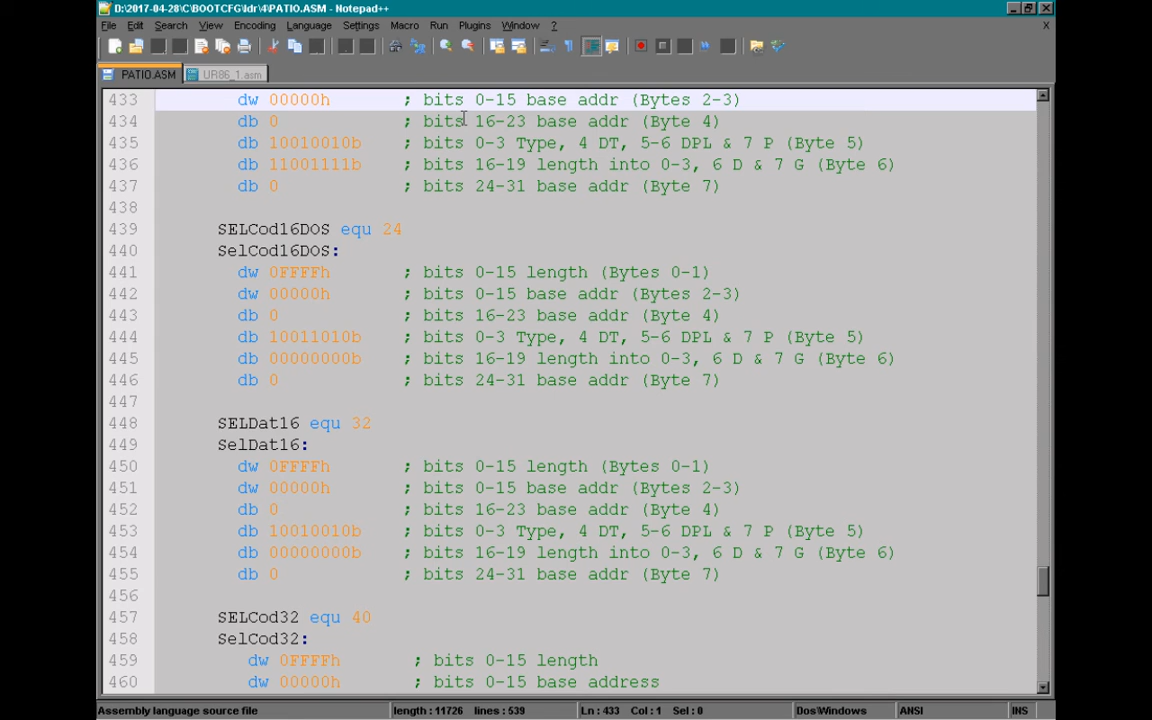 D:\2017-04-28\C\BOOTCFG\ldr\4\PATIO.ASM - Notepad++
File Edit Search View Encoding Language Settings Macro Run Plugins Window ? X
PATIO.ASM UR86_1.asm
433 dw 00000h ; bits 0-15 base addr (Bytes 2-3)
434 db 0 ; bits 16-23 base addr (Byte 4)
435 db 10010010b ; bits 0-3 Type, 4 DT, 5-6 DPL & 7 P (Byte 5)
436 db 11001111b ; bits 16-19 length into 0-3, 6 D & 7 G (Byte 6)
437 db 0 ; bits 24-31 base addr (Byte 7)
438
439 SELCod16DOS equ 24
440 SelCod16DOS:
441 dw 0FFFFh ; bits 0-15 length (Bytes 0-1)
442 dw 00000h ; bits 0-15 base addr (Bytes 2-3)
443 db 0 ; bits 16-23 base addr (Byte 4)
444 db 10011010b ; bits 0-3 Type, 4 DT, 5-6 DPL & 7 P (Byte 5)
445 db 00000000b ; bits 16-19 length into 0-3, 6 D & 7 G (Byte 6)
446 db 0 ; bits 24-31 base addr (Byte 7)
447
448 SELDat16 equ 32
449 SelDat16:
450 dw 0FFFFh ; bits 0-15 length (Bytes 0-1)
451 dw 00000h ; bits 0-15 base addr (Bytes 2-3)
452 db 0 ; bits 16-23 base addr (Byte 4)
453 db 10010010b ; bits 0-3 Type, 4 DT, 5-6 DPL & 7 P (Byte 5)
454 db 00000000b ; bits 16-19 length into 0-3, 6 D & 7 G (Byte 6)
455 db 0 ; bits 24-31 base addr (Byte 7)
456
457 SELCod32 equ 40
458 SelCod32:
459 dw 0FFFFh ; bits 0-15 length
460 dw 00000h ; bits 0-15 base address
Assembly language source file length : 11726 lines : 539 Ln : 433 Col : 1 Sel : 0 Dos\Windows ANSI INS